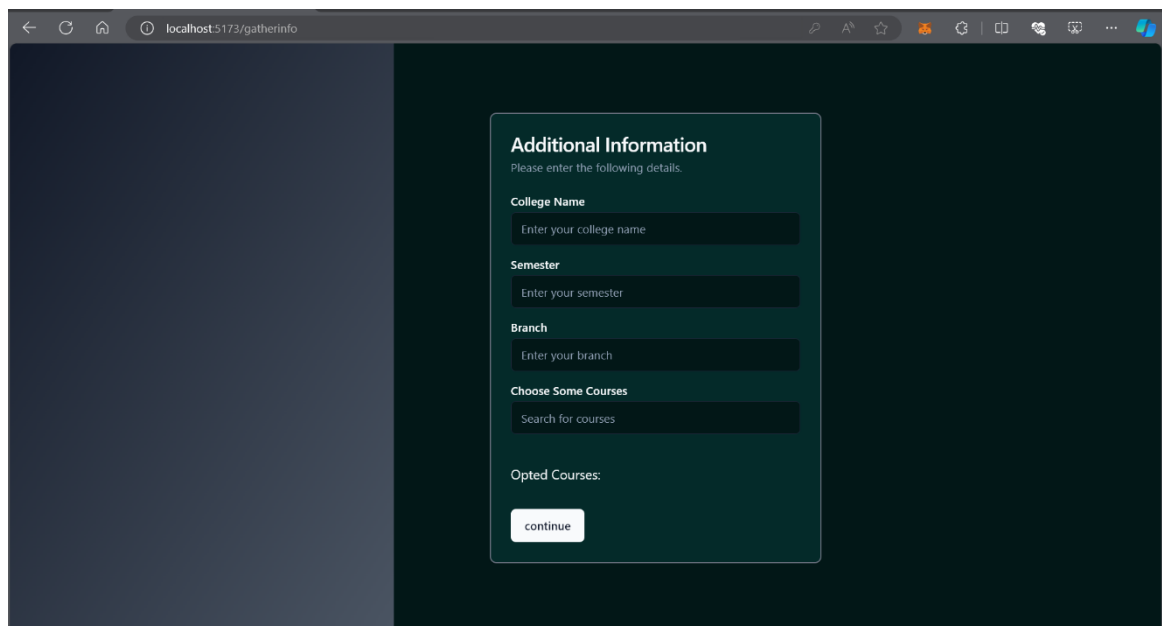 localhost:5173/gatherinfo
Additional Information
Please enter the following details.
College Name
Enter your college name
Semester
Enter your semester
Branch
Enter your branch
Choose Some Courses
Search for courses
Opted Courses:
continue